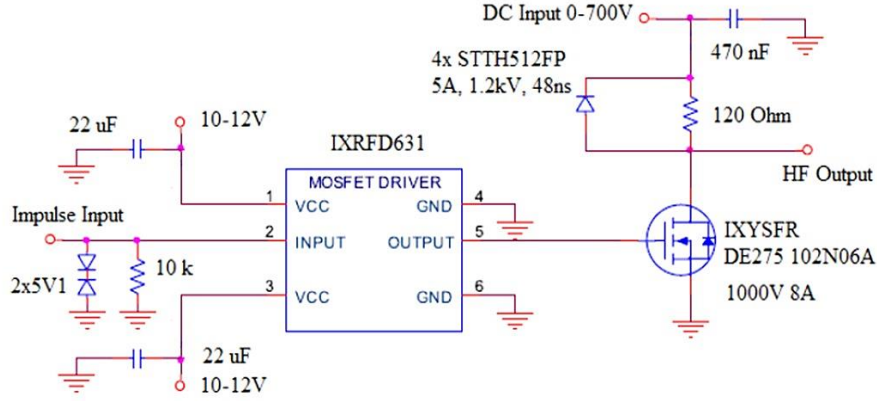 DC Input 0-700V
470 nF
4x STTH512FP
5A, 1.2kV, 48ns
120 Ohm
22 uF
10-12V
IXRFD631
HF Output
MOSFET DRIVER
1
VCC
GND
4
Impulse Input
2
INPUT
OUTPUT
5
IXYSFR
DE275 102N06A
1000V 8A
2x5V1
10 k
3
VCC
GND
6
22 uF
10-12V